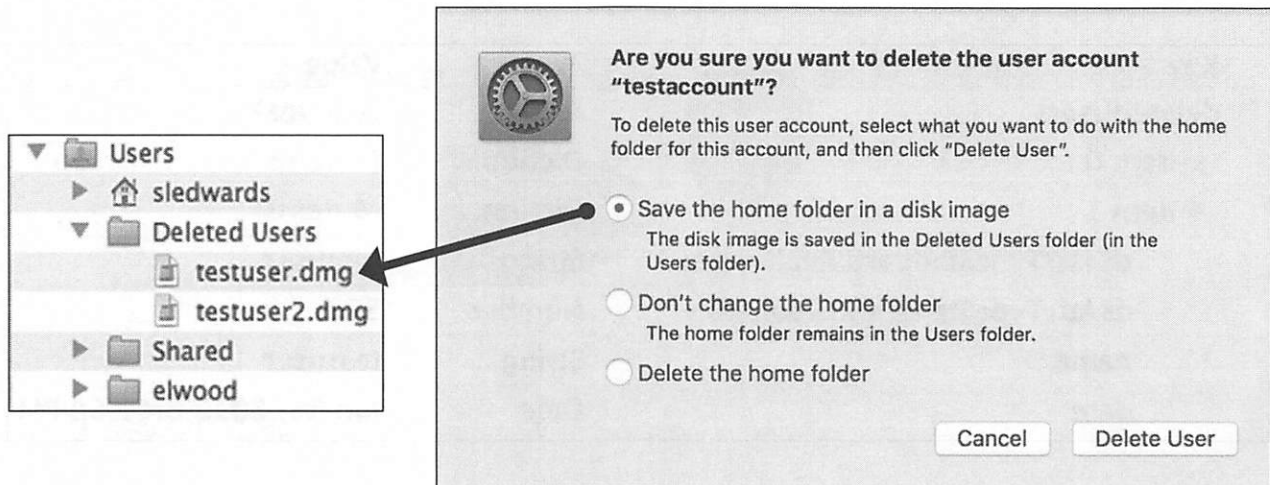 Users
sledwards
Deleted Users
testuser.dmg
testuser2.dmg
Shared
elwood
Are you sure you want to delete the user account
"testaccount"?
To delete this user account, select what you want to do with the home
folder for this account, and then click "Delete User".
Save the home folder in a disk image
The disk image is saved in the Deleted Users folder (in the
Users folder).
Don't change the home folder
The home folder remains in the Users folder.
Delete the home folder
Cancel
Delete User